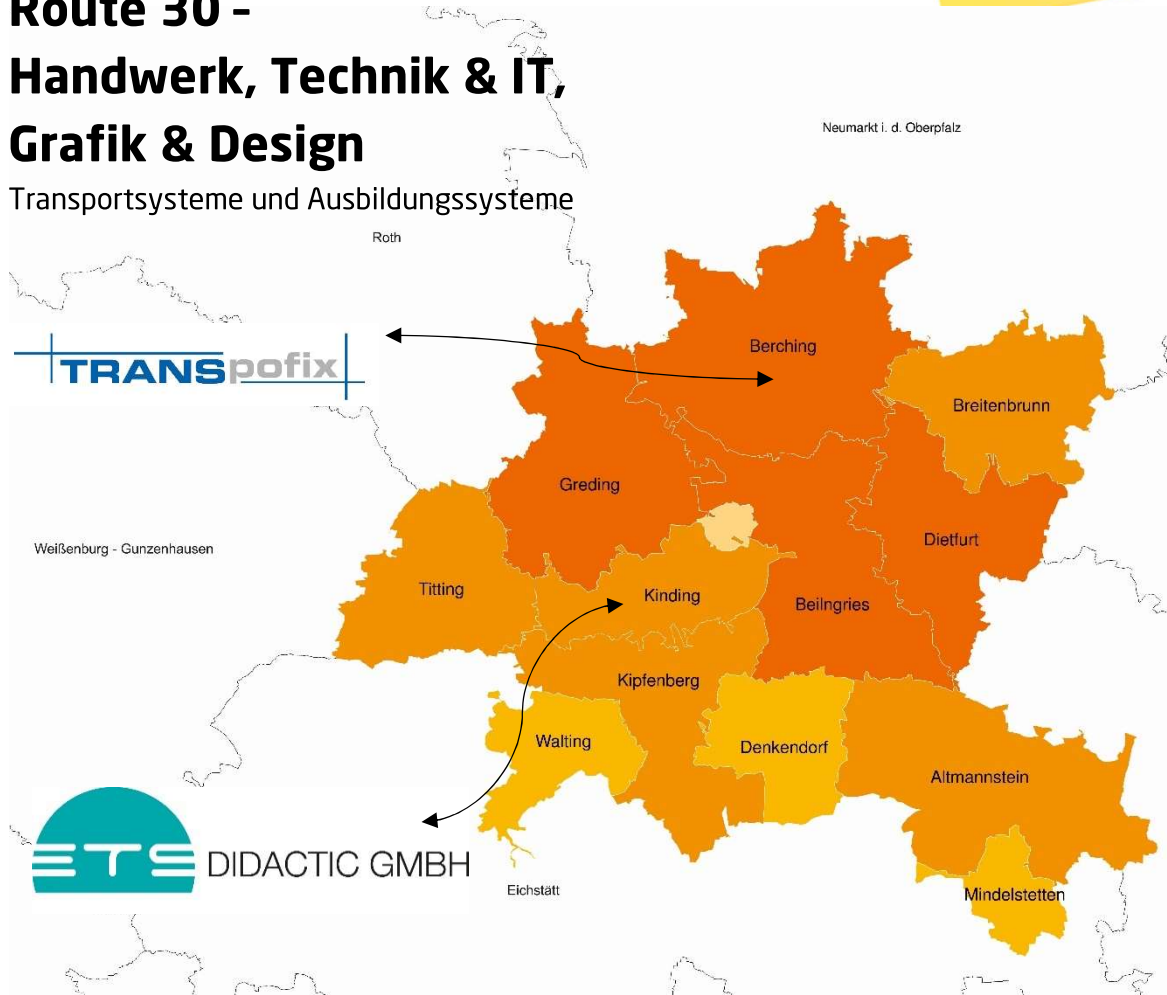 Route 30 –
Handwerk, Technik & IT,
Grafik & Design
Transportsysteme und Ausbildungssysteme
Neumarkt i. d. Oberpfalz
Roth
TRANSpofix
Berching
Breitenbrunn
Greding
Dietfurt
Weißenburg - Gunzenhausen
Titting
Kinding
Beilngries
Kipfenberg
Walting
Denkendorf
Altmannstein
ETS DIDACTIC GMBH
Eichstätt
Mindelstetten